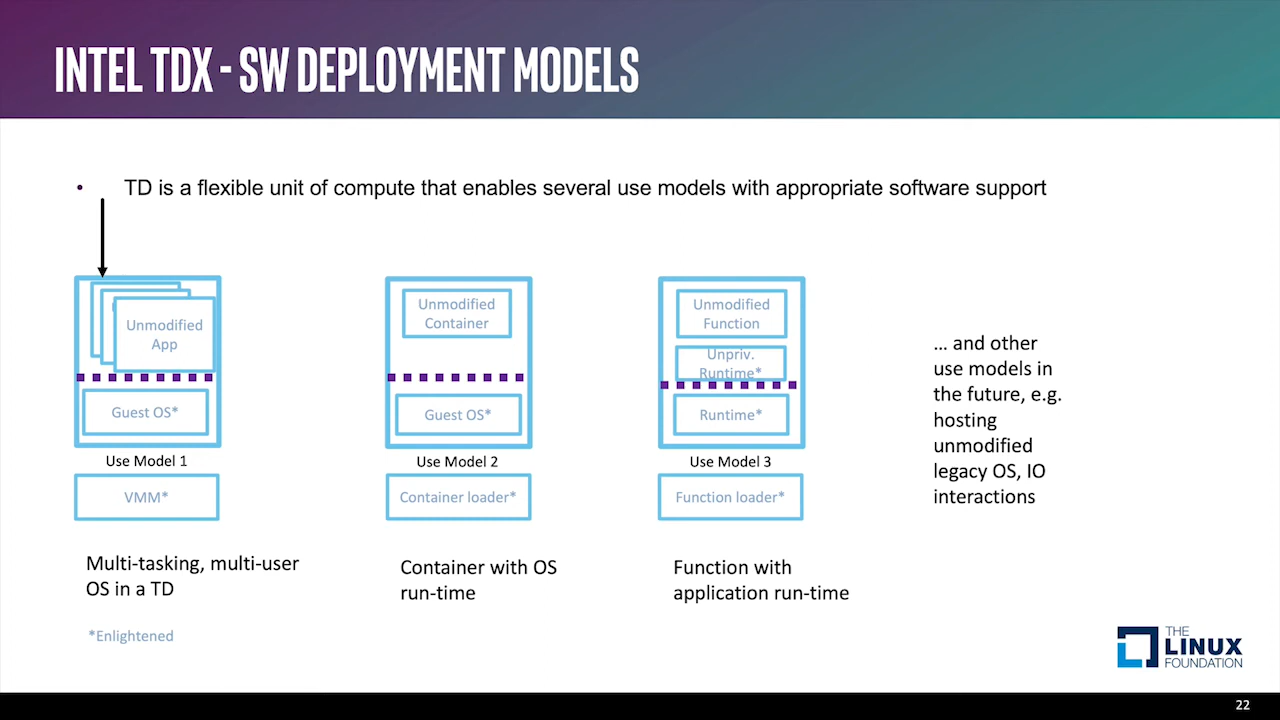 INTEL TDX - SW DEPLOYMENT MODELS
• TD is a flexible unit of compute that enables several use models with appropriate software support
Unmodified
App
Guest OS*
Use Model 1
VMM*
Multi-tasking, multi-user
OS in a TD
Unmodified
Container
Guest OS*
Use Model 2
Container loader*
Container with OS
run-time
Unmodified
Function
Unpriv.
Runtime*
Runtime*
Use Model 3
Function loader*
Function with
application run-time
... and other
use models in
the future, e.g.
hosting
unmodified
legacy OS, IO
interactions
*Enlightened
THE
LINUX
FOUNDATION
22